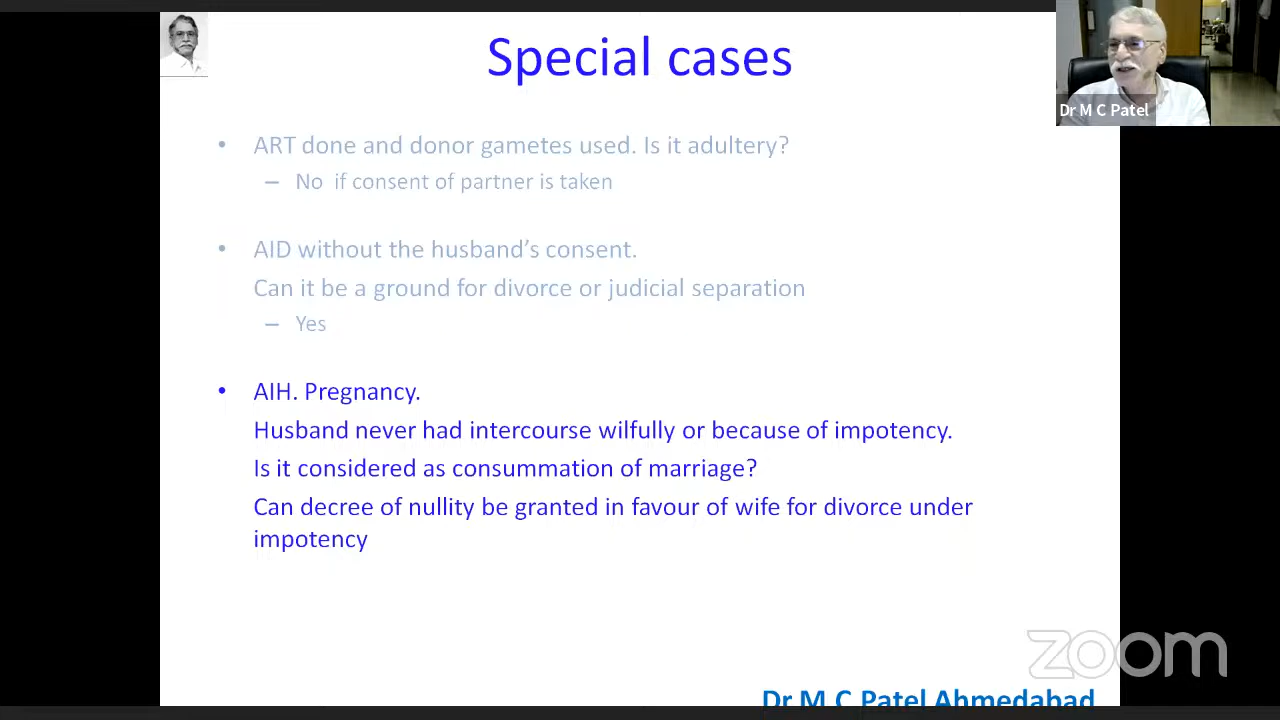 Special cases
Dr M C Patel
• ART done and donor gametes used. Is it adultery?
– No if consent of partner is taken
• AID without the husband's consent.
Can it be a ground for divorce or judicial separation
– Yes
• AIH. Pregnancy.
Husband never had intercourse wilfully or because of impotency.
Is it considered as consummation of marriage?
Can decree of nullity be granted in favour of wife for divorce under
impotency
zoom
Dr M C Patel Ahmedabad